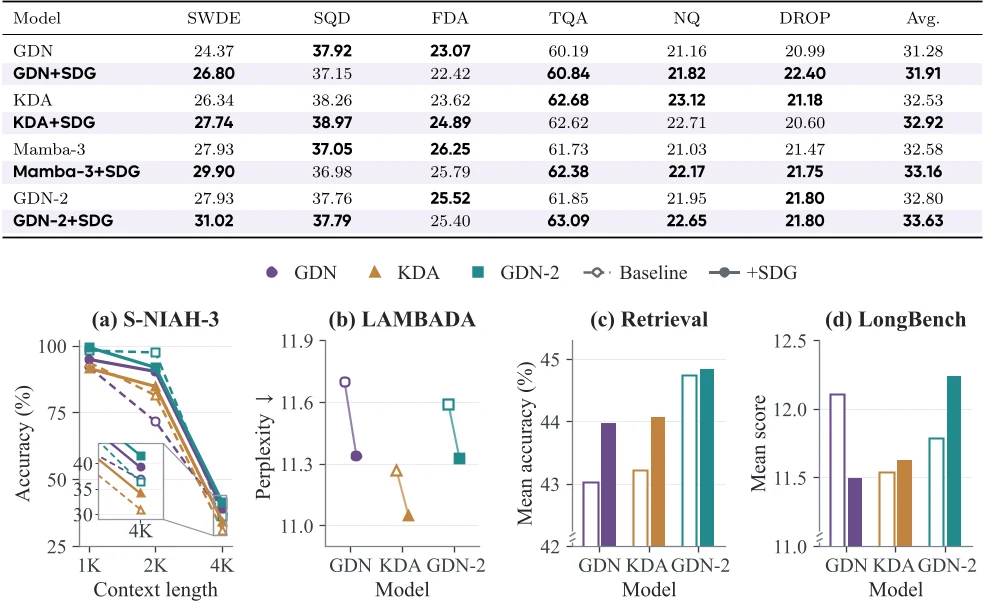 Model SWDE SQD FDA TQA NQ DROP Avg.
GDN 24.37 37.92 23.07 60.19 21.16 20.99 31.28
GDN+SDG 26.80 37.15 22.42 60.84 21.82 22.40 31.91
KDA 26.34 38.26 23.62 62.68 23.12 21.18 32.53
KDA+SDG 27.74 38.97 24.89 62.62 22.71 20.60 32.92
Mamba-3 27.93 37.05 26.25 61.73 21.03 21.47 32.58
Mamba-3+SDG 29.90 36.98 25.79 62.38 22.17 21.75 33.16
GDN-2 27.93 37.76 25.52 61.85 21.95 21.80 32.80
GDN-2+SDG 31.02 37.79 25.40 63.09 22.65 21.80 33.63
GDN KDA GDN-2 Baseline +SDG
(a) S-NIAH-3
Accuracy (%)
100
75
50
25
40
35
30
4K
1K 2K 4K
Context length
(b) LAMBADA
Perplexity ↓
11.9
11.6
11.3
11.0
GDN KDA GDN-2
Model
(c) Retrieval
Mean accuracy (%)
45
44
43
42
GDN KDA GDN-2
Model
(d) LongBench
Mean score
12.5
12.0
11.5
11.0
GDN KDA GDN-2
Model